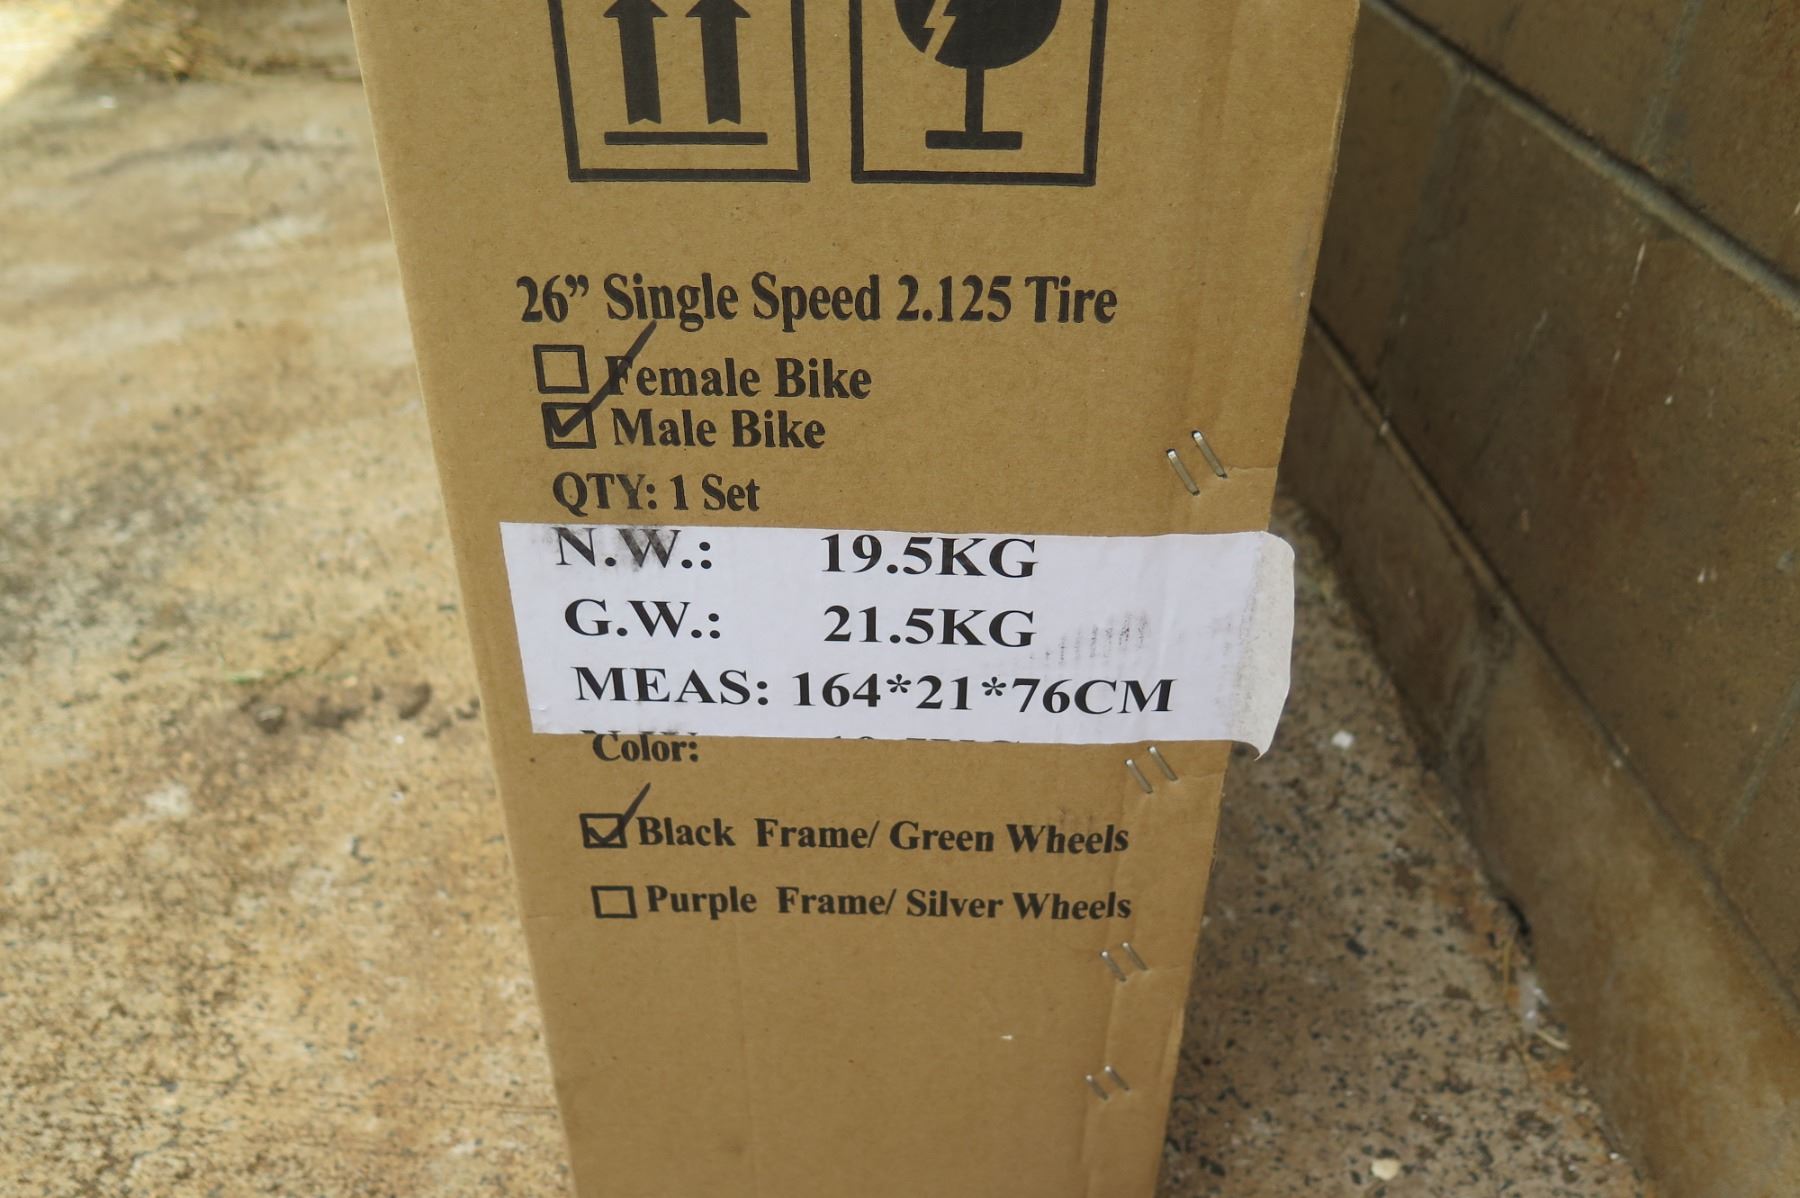 26” Single Speed 2.125 Tire
Female Bike
Male Bike
QTY: 1 Set
N.W.: 19.5KG
G.W.: 21.5KG
MEAS: 164*21*76CM
Color:
Black Frame/ Green Wheels
Purple Frame/ Silver Wheels